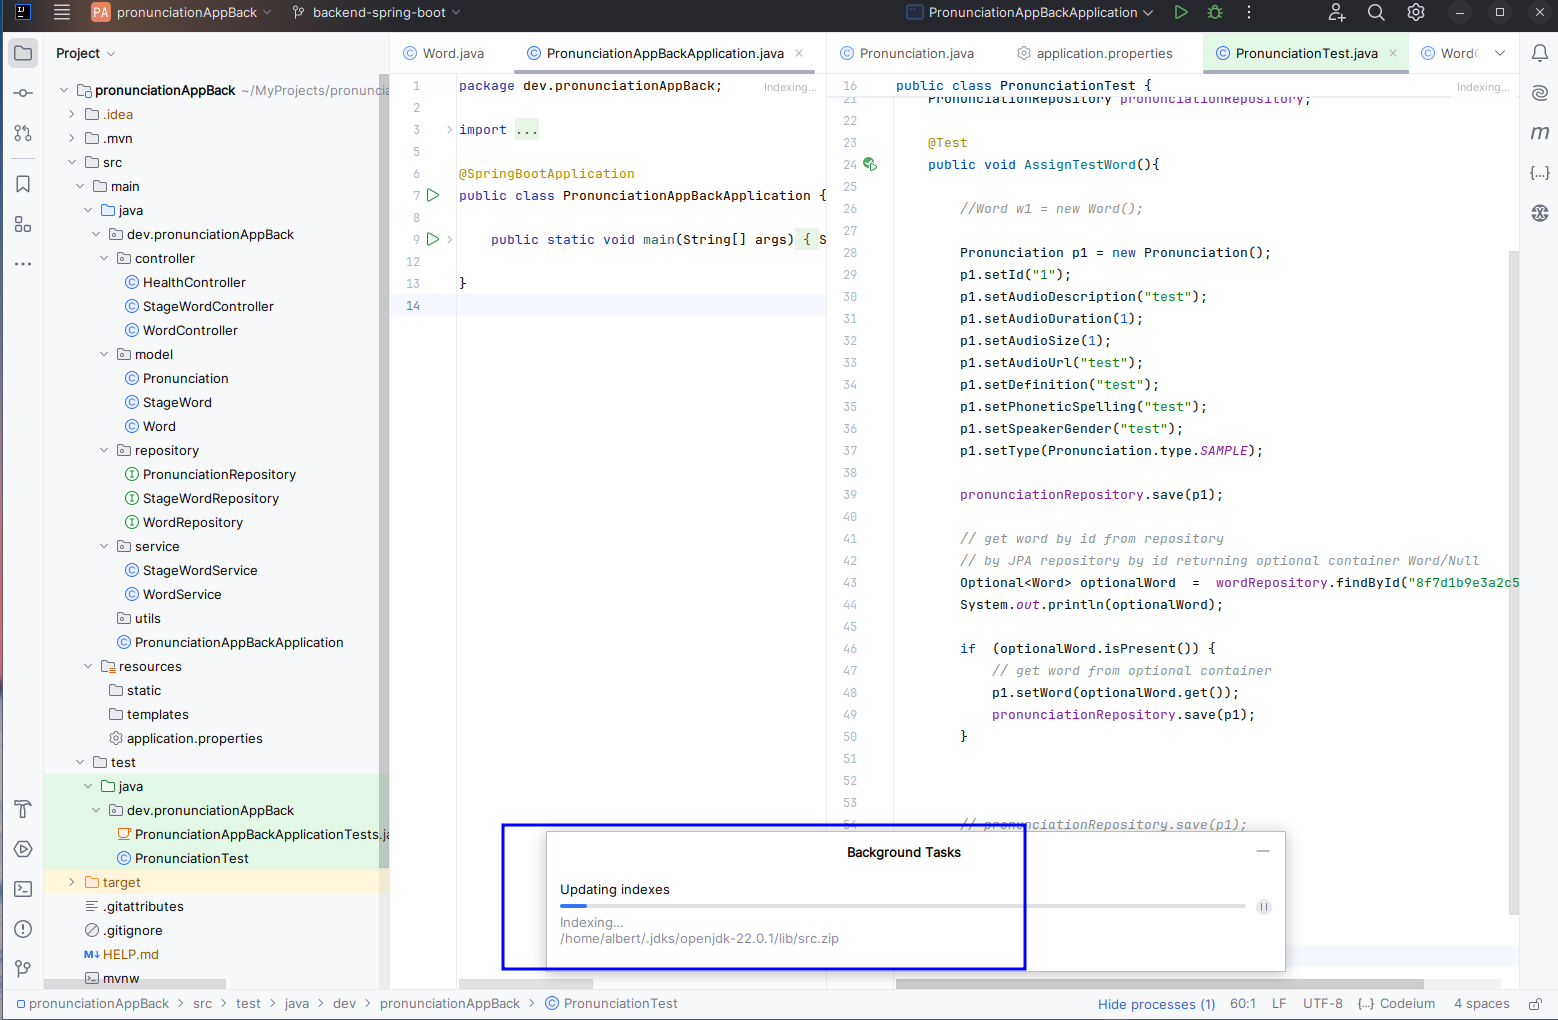 PA pronunciationAppBack
backend-spring-boot
PronunciationAppBackApplication
Project
pronunciationAppBack ~/MyProjects/pronuncia
.idea
.mvn
src
main
java
dev.pronunciationAppBack
controller
HealthController
StageWordController
WordController
model
Pronunciation
StageWord
Word
repository
PronunciationRepository
StageWordRepository
WordRepository
service
StageWordService
WordService
utils
PronunciationAppBackApplication
resources
static
templates
application.properties
test
java
dev.pronunciationAppBack
PronunciationAppBackApplicationTests.ja
PronunciationTest
target
.gitattributes
.gitignore
M↓ HELP.md
mvnw
Word.java
PronunciationAppBackApplication.java
1 package dev.pronunciationAppBack;
Indexing...
2
3 import ...
5
6 @SpringBootApplication
7 public class PronunciationAppBackApplication {
8
9 public static void main(String[] args) { S
12
13 }
14
Pronunciation.java
application.properties
PronunciationTest.java
WordC
16 public class PronunciationTest {
Indexing...
21 PronunciationRepository pronunciationRepository;
22
23 @Test
24 public void AssignTestWord(){
25
26 //Word w1 = new Word();
27
28 Pronunciation p1 = new Pronunciation();
29 p1.setId("1");
30 p1.setAudioDescription("test");
31 p1.setAudioDuration(1);
32 p1.setAudioSize(1);
33 p1.setAudioUrl("test");
34 p1.setDefinition("test");
35 p1.setPhoneticSpelling("test");
36 p1.setSpeakerGender("test");
37 p1.setType(Pronunciation.type.SAMPLE);
38
39 pronunciationRepository.save(p1);
40
41 // get word by id from repository
42 // by JPA repository by id returning optional container Word/Null
43 Optional<Word> optionalWord = wordRepository.findById("8f7d1b9e3a2c5
44 System.out.println(optionalWord);
45
46 if (optionalWord.isPresent()) {
47 // get word from optional container
48 p1.setWord(optionalWord.get());
49 pronunciationRepository.save(p1);
50 }
51
52
53
54 // pronunciationRepository.save(p1);
Background Tasks
Updating indexes
Indexing...
/home/albert/.jdks/openjdk-22.0.1/lib/src.zip
pronunciationAppBack > src > test > java > dev > pronunciationAppBack > PronunciationTest
Hide processes (1)
60:1
LF
UTF-8
{...} Codeium
4 spaces